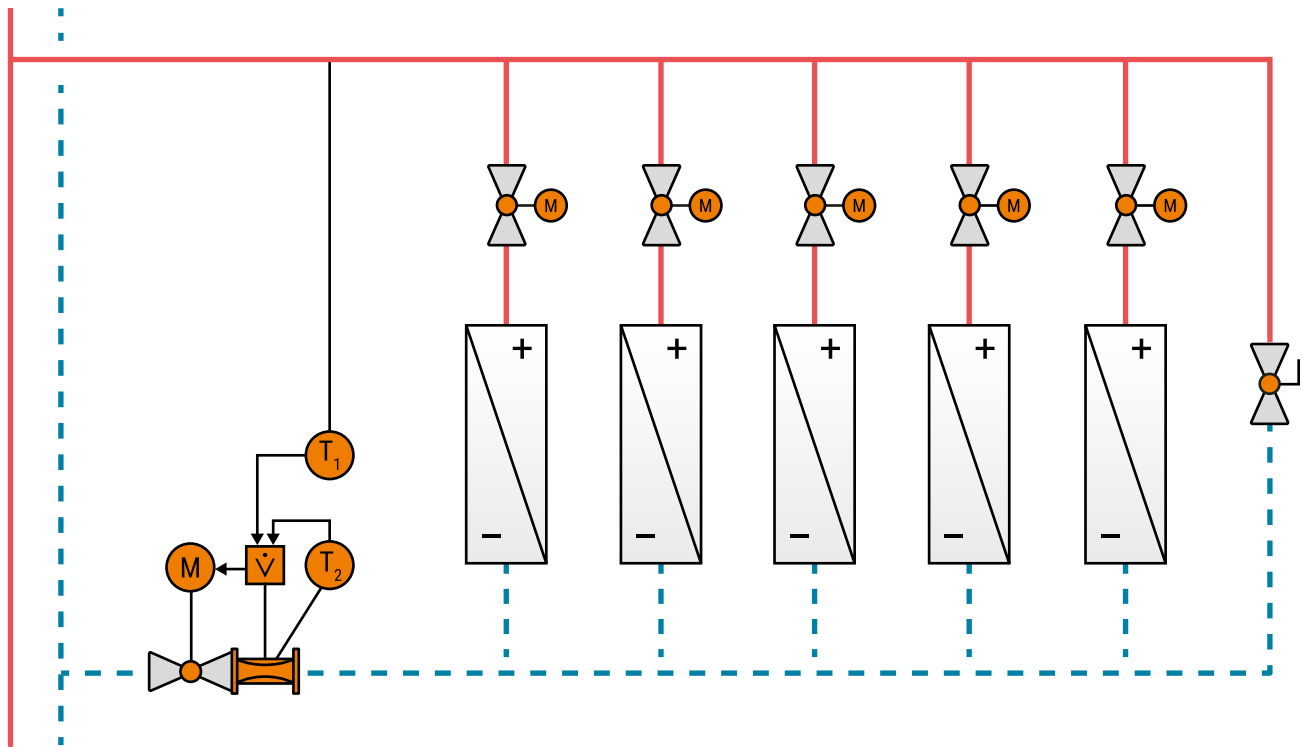 M M M M M
+ + + + +
T1
M V̇ T2
− − − − −